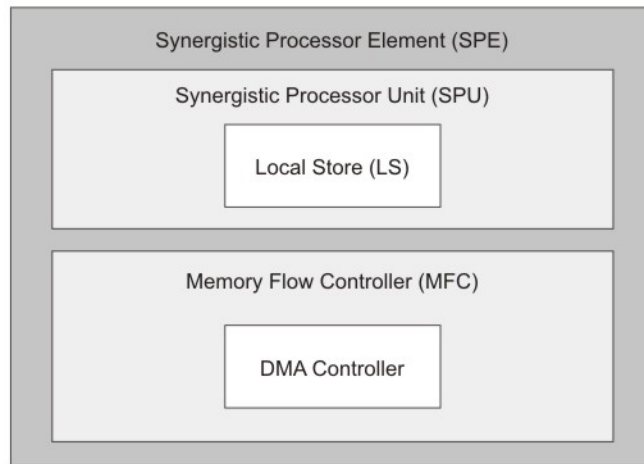 Synergistic Processor Element (SPE)
Synergistic Processor Unit (SPU)
Local Store (LS)
Memory Flow Controller (MFC)
DMA Controller